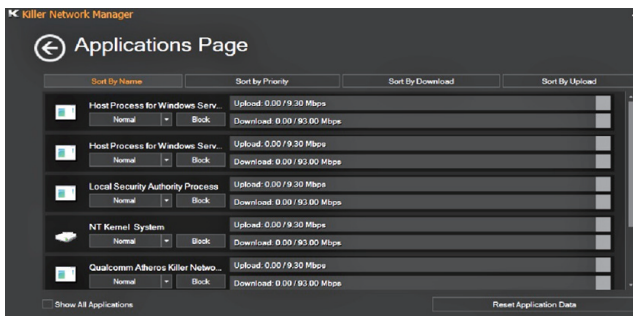 Killer Network Manager
Applications Page
Sort By Name Sort by Priority Sort By Download Sort By Upload
Host Process for Windows Serv... Upload: 0.00 / 9.30 Mbps
Normal Block Download: 0.00 / 93.00 Mbps
Host Process for Windows Serv... Upload: 0.00 / 9.30 Mbps
Normal Block Download: 0.00 / 93.00 Mbps
Local Security Authority Process Upload: 0.00 / 9.30 Mbps
Normal Block Download: 0.00 / 93.00 Mbps
NT Kernel System Upload: 0.00 / 9.30 Mbps
Normal Block Download: 0.00 / 93.00 Mbps
Qualcomm Atheros Killer Netwo... Upload: 0.00 / 9.30 Mbps
Normal Block Download: 0.00 / 93.00 Mbps
Show All Applications Reset Application Data